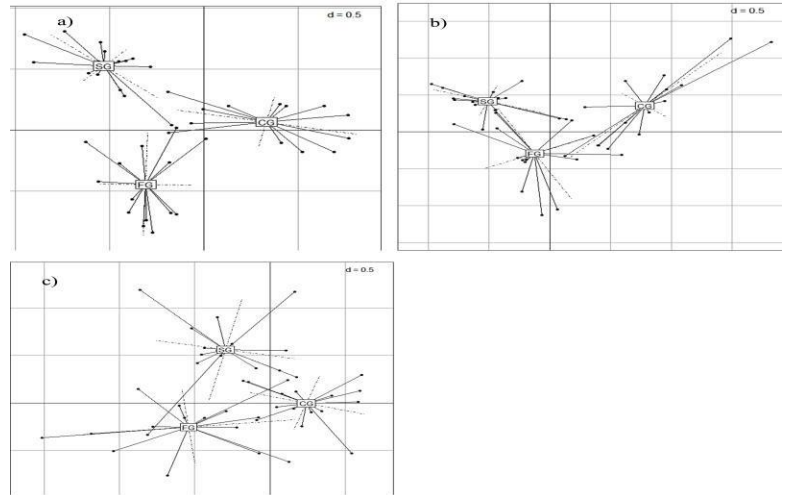 a)
d = 0.5
SG
CG
FG
b)
d = 0.5
SG
CG
FG
c)
d = 0.5
SG
CG
FG